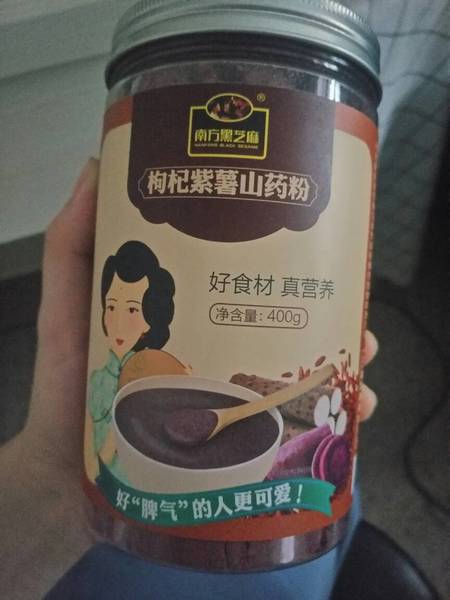 ®
南方黑芝麻
NANFANG BLACK SESAME
枸杞紫薯山药粉
好食材 真营养
净含量：400g
好“脾气”的人更可爱！